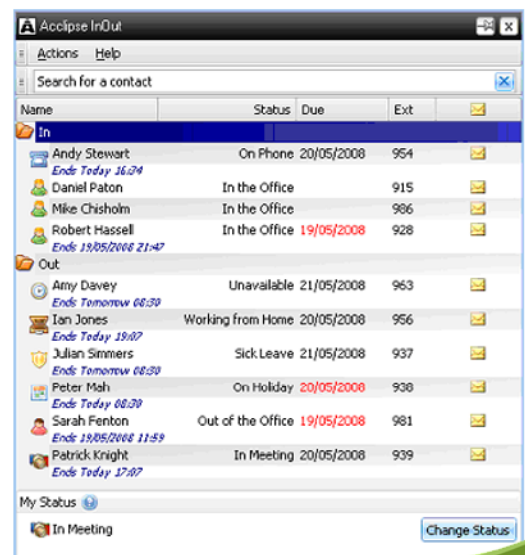 Acclipse InOut
Actions Help
Search for a contact
Name Status Due Ext
In
Andy Stewart On Phone 20/05/2008 954
Ends Today 16:34
Daniel Paton In the Office 915
Mike Chisholm In the Office 986
Robert Hassell In the Office 19/05/2008 928
Ends 19/05/2008 21:47
Out
Amy Davey Unavailable 21/05/2008 963
Ends Tomorrow 08:30
Ian Jones Working from Home 20/05/2008 956
Ends Today 19:07
Julian Simmers Sick Leave 21/05/2008 937
Ends Tomorrow 08:30
Peter Mah On Holiday 20/05/2008 938
Ends Today 08:30
Sarah Fenton Out of the Office 19/05/2008 981
Ends 19/05/2008 11:59
Patrick Knight In Meeting 20/05/2008 939
Ends Today 17:07
My Status
In Meeting Change Status